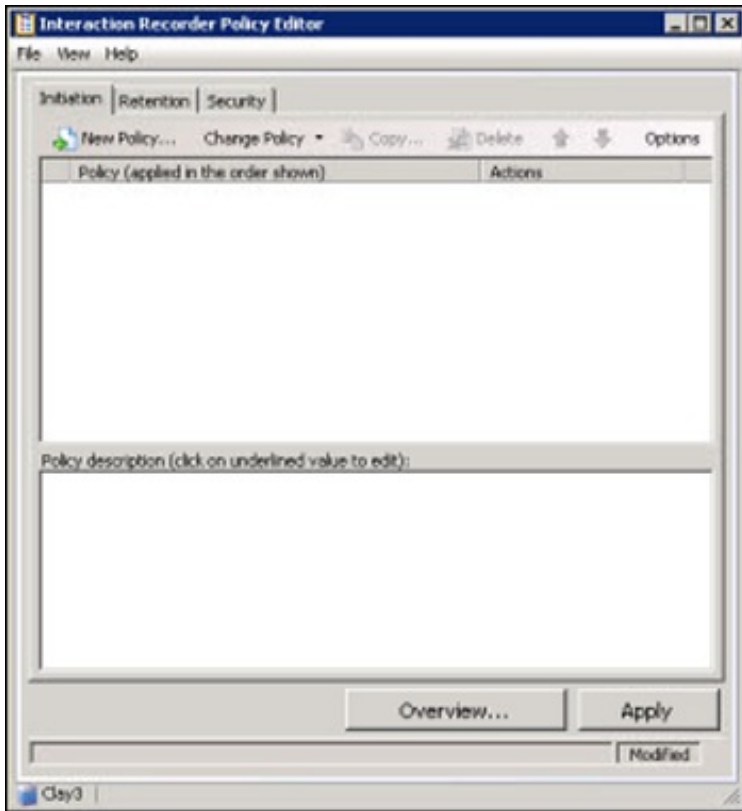 Interaction Recorder Policy Editor
File View Help
Initiation Retention Security
New Policy... Change Policy Copy... Delete Options
Policy (applied in the order shown) Actions
Policy description (click on underlined value to edit):
Overview... Apply
Modified
Clay3